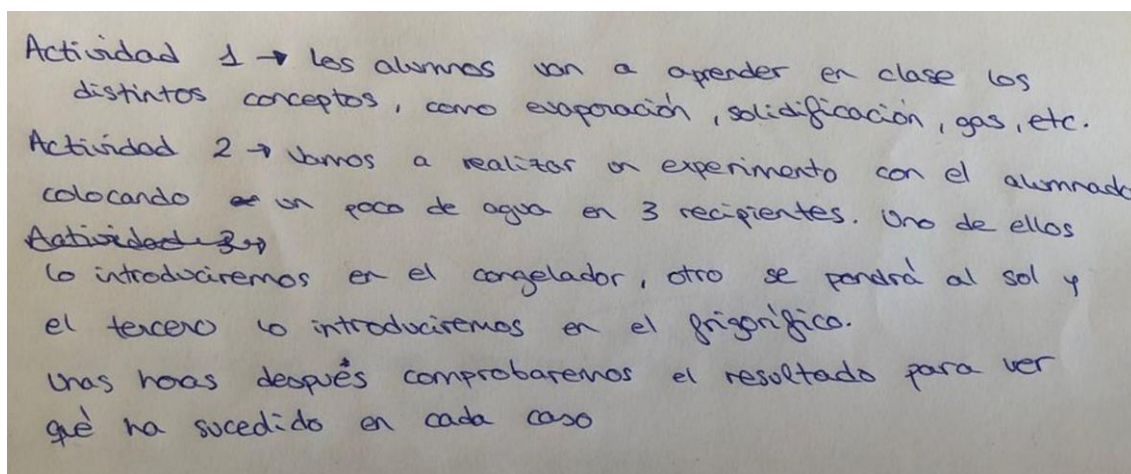 Actividad 1 → los alumnos van a aprender en clase los
distintos conceptos, como evaporación, solidificación, gas, etc.
Actividad 2 → Vamos a realizar un experimento con el alumnado
colocando un poco de agua en 3 recipientes. Uno de ellos
Actividad 3 →
lo introduciremos en el congelador, otro se pondrá al sol y
el tercero lo introduciremos en el frigorífico.
Unas horas después comprobaremos el resultado para ver
qué ha sucedido en cada caso